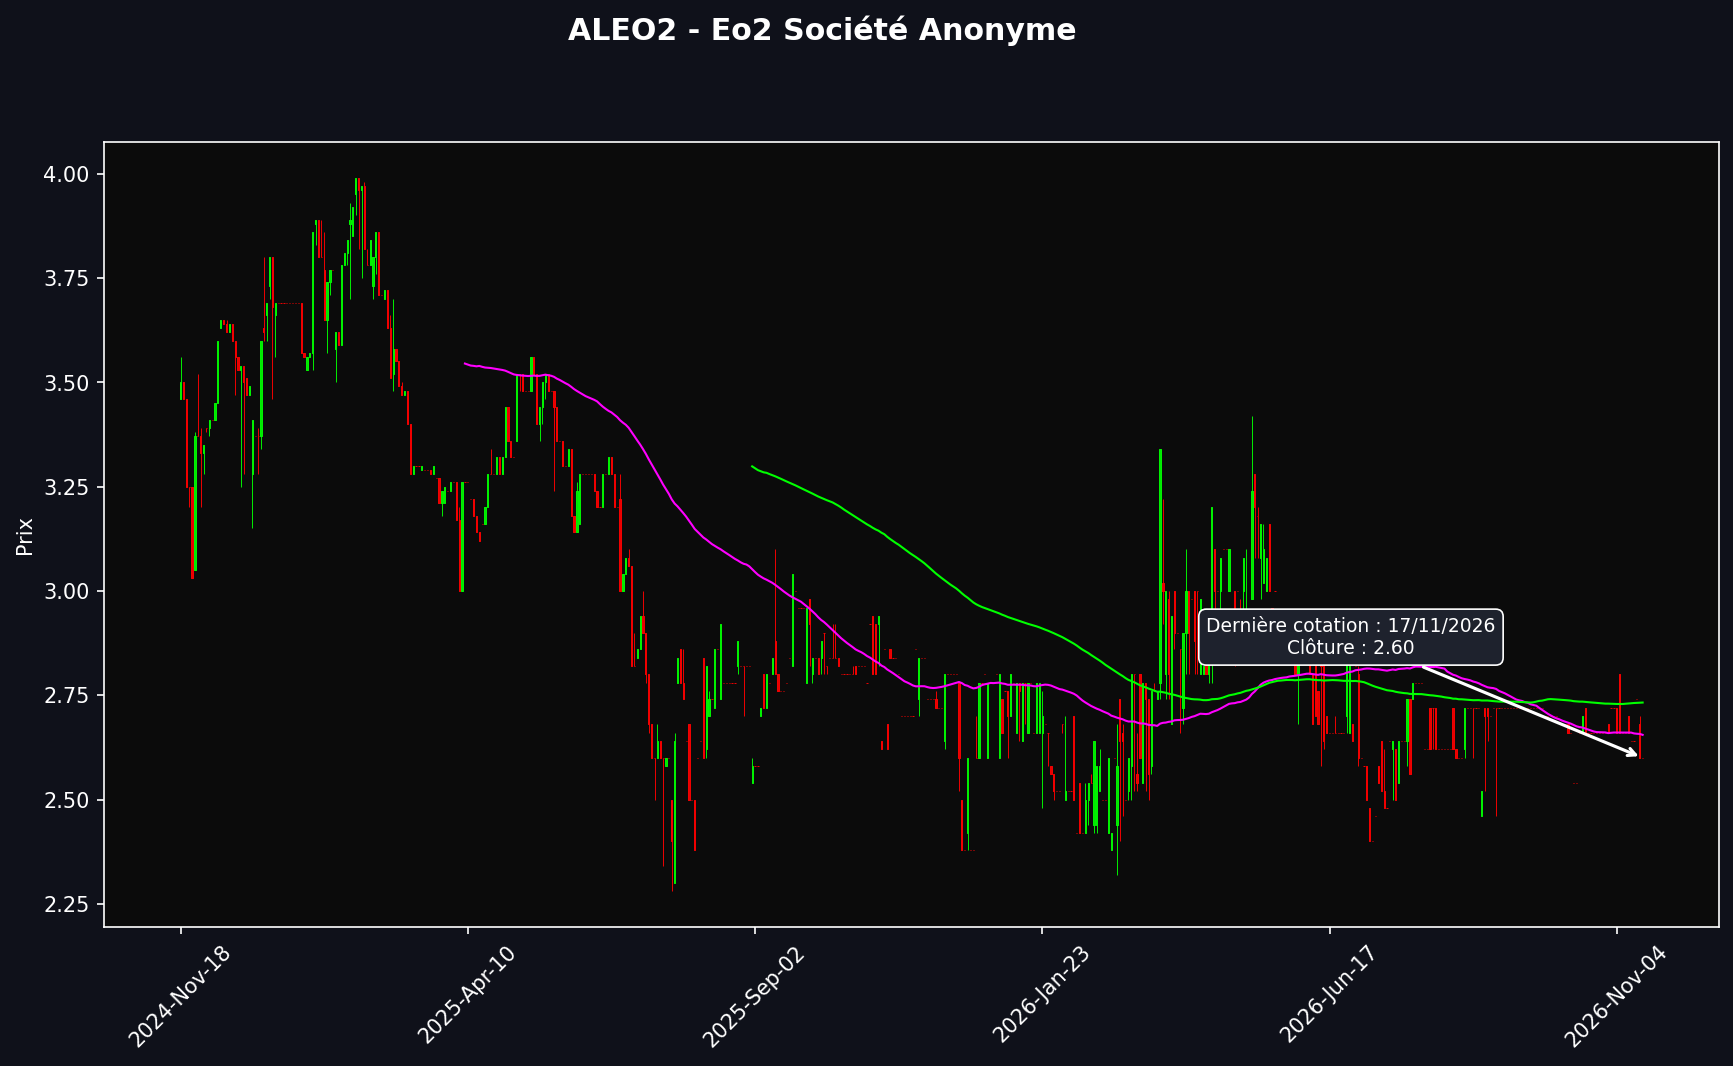 ALEO2 - Eo2 Société Anonyme
Prix
4.00
3.75
3.50
3.25
3.00
2.75
2.50
2.25
Dernière cotation : 17/11/2026
Clôture : 2.60
2024-Nov-18
2025-Apr-10
2025-Sep-02
2026-Jan-23
2026-Jun-17
2026-Nov-04